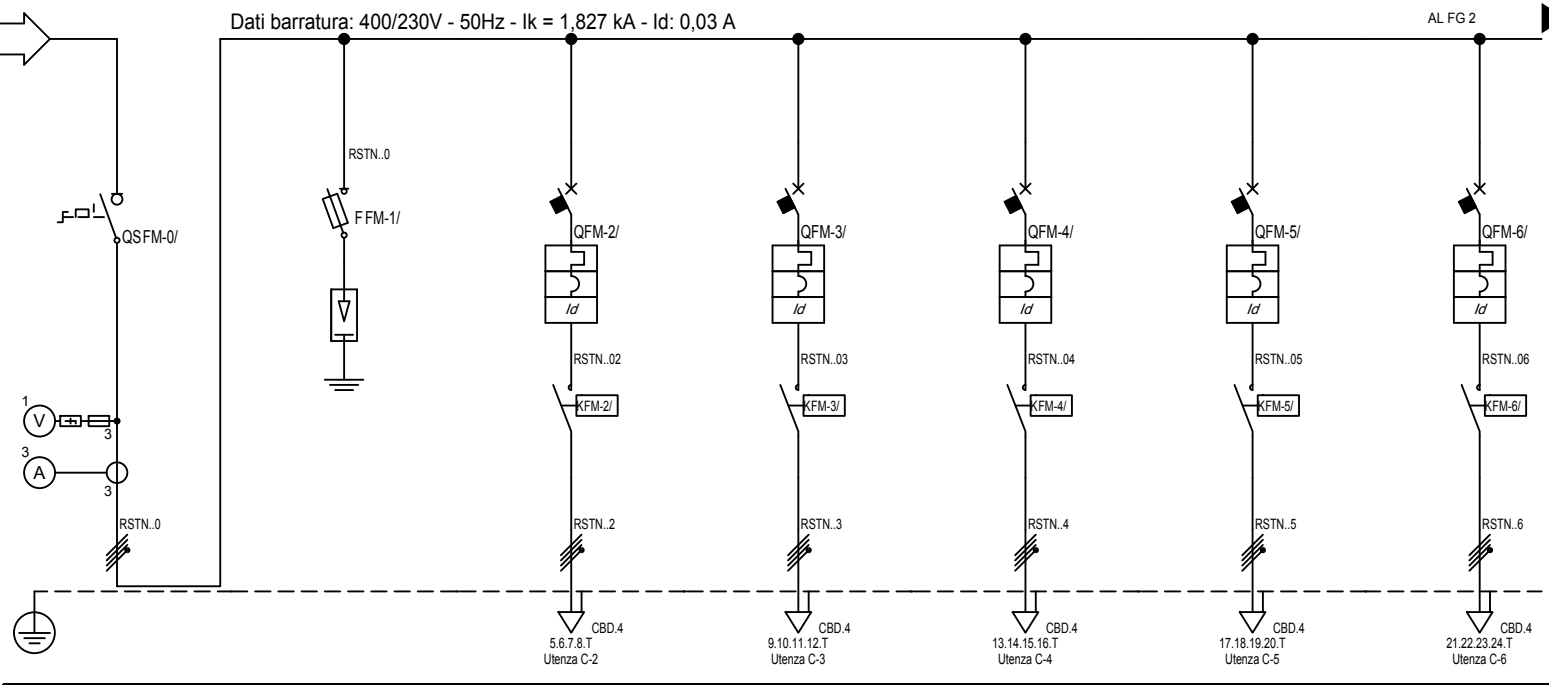 Dati barratura: 400/230V - 50Hz - Ik = 1,827 kA - Id: 0,03 A
AL FG 2
RSTN..0
QSFM-0/
F FM-1/
QFM-2/
QFM-3/
QFM-4/
QFM-5/
QFM-6/
Id
Id
Id
Id
Id
RSTN..02
RSTN..03
RSTN..04
RSTN..05
RSTN..06
KFM-2/
KFM-3/
KFM-4/
KFM-5/
KFM-6/
1
V
3
3
A
3
RSTN..0
RSTN..2
RSTN..3
RSTN..4
RSTN..5
RSTN..6
CBD.4
5.6.7.8.T
Utenza C-2
CBD.4
9.10.11.12.T
Utenza C-3
CBD.4
13.14.15.16.T
Utenza C-4
CBD.4
17.18.19.20.T
Utenza C-5
CBD.4
21.22.23.24.T
Utenza C-6